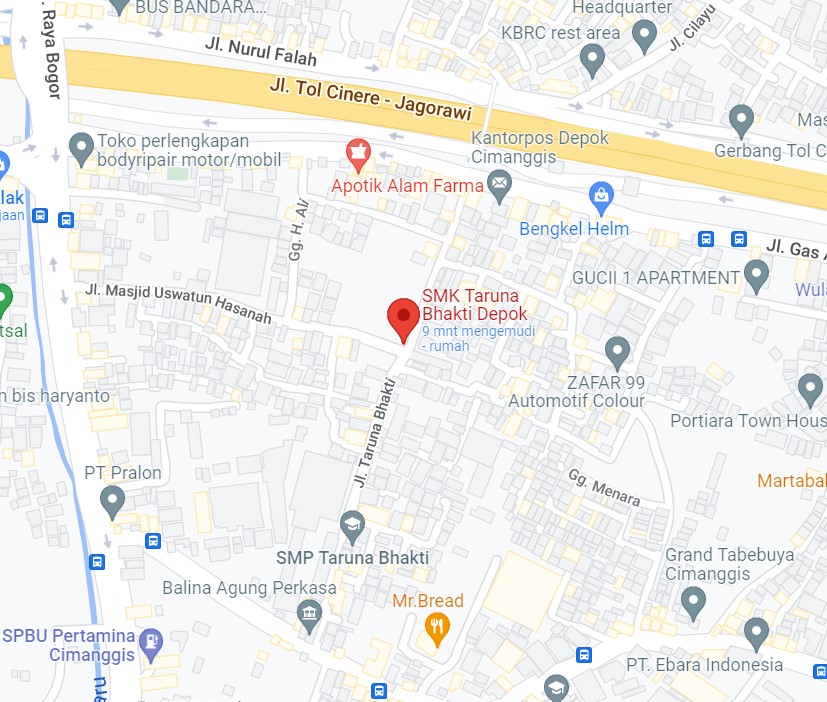 BUS BANDARA...
Headquarter
KBRC rest area
Jl. Cilayu
Raya Bogor
Jl. Nurul Falah
Jl. Tol Cinere - Jagorawi
Toko perlengkapan
bodyripair motor/mobil
Apotik Alam Farma
Kantorpos Depok
Cimanggis
Mas
Gerbang Tol C
Bengkel Helm
Gg. H. Ali
lak
jaan
Jl. Gas A
GUCII 1 APARTMENT
Wula
Jl. Masjid Uswatun Hasanah
SMK Taruna
Bhakti Depok
9 mnt mengemudi
- rumah
tsal
ZAFAR 99
Automotif Colour
n bis haryanto
Portiara Town Hous
Jl. Taruna Bhakti
PT Pralon
Gg. Menara
Martabak
SMP Taruna Bhakti
Grand Tabebuya
Cimanggis
Balina Agung Perkasa
Mr.Bread
SPBU Pertamina
Cimanggis
PT. Ebara Indonesia